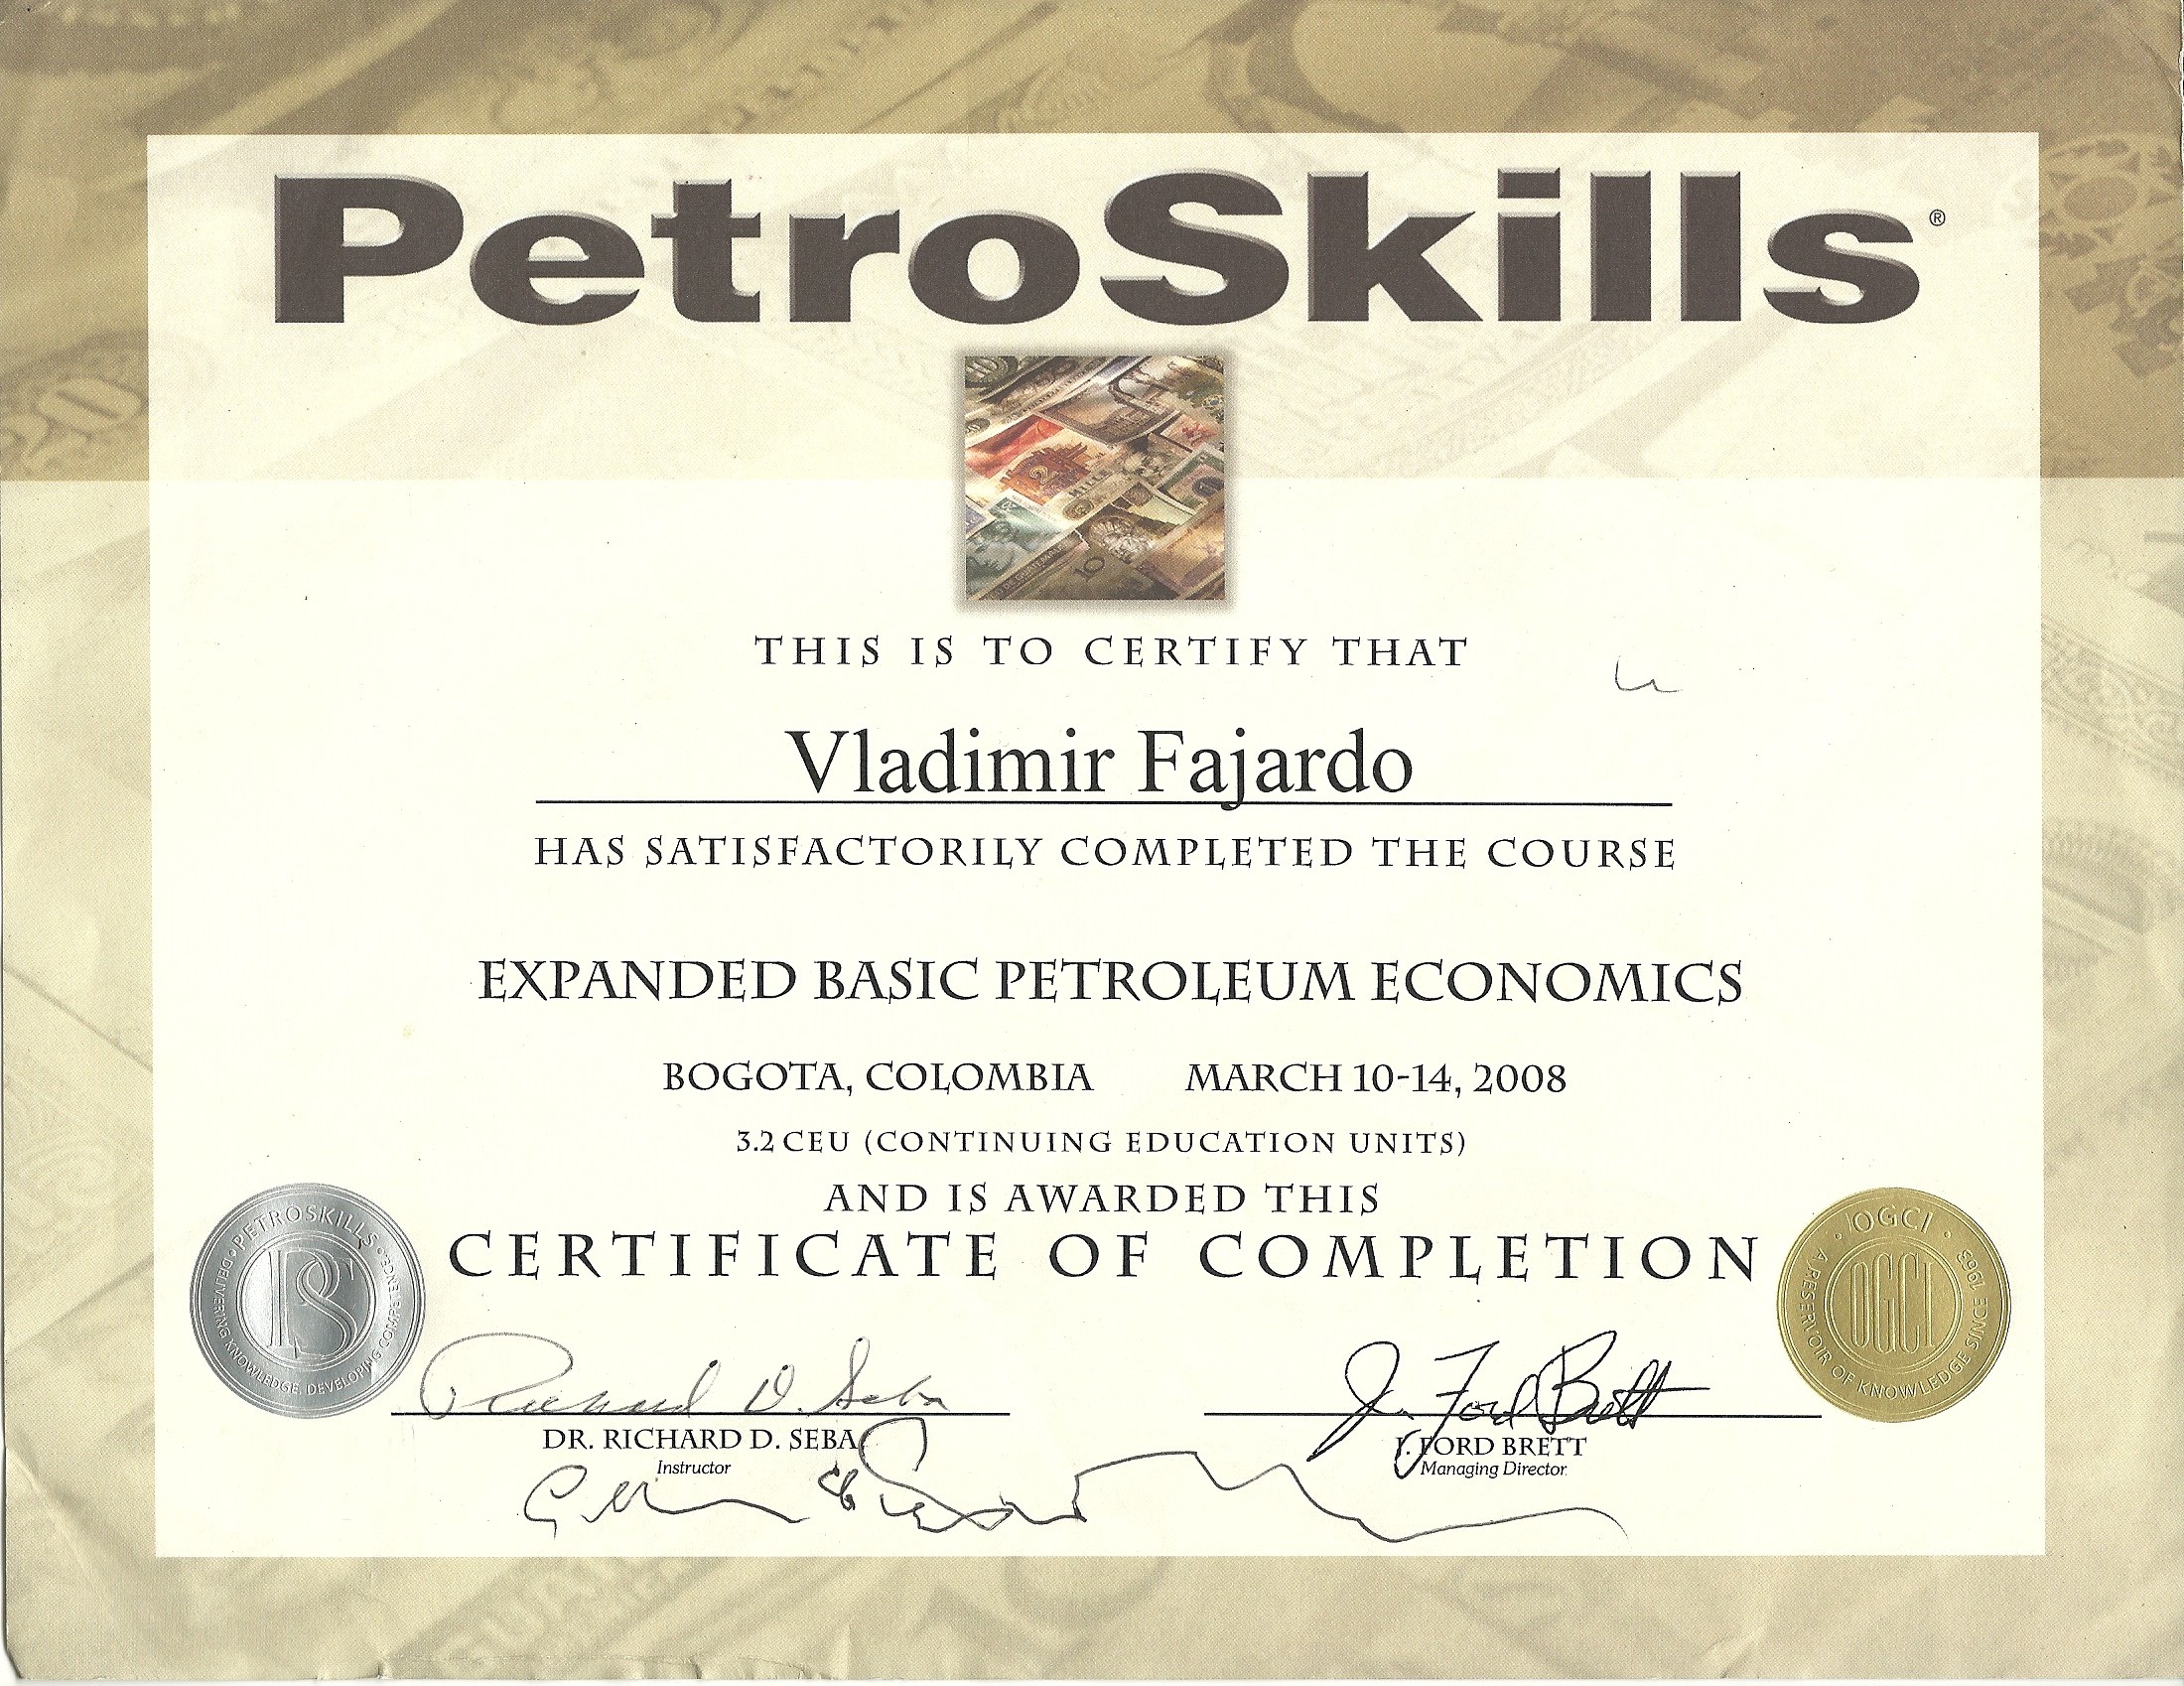 PetroSkills®
THIS IS TO CERTIFY THAT
Vladimir Fajardo
HAS SATISFACTORILY COMPLETED THE COURSE
EXPANDED BASIC PETROLEUM ECONOMICS
BOGOTA, COLOMBIA MARCH 10-14, 2008
3.2 CEU (CONTINUING EDUCATION UNITS)
AND IS AWARDED THIS
CERTIFICATE OF COMPLETION
PETROSKILLS
PS
DELIVERING KNOWLEDGE, DEVELOPING COMPETENCE
OGCI
OGCI
A RESERVOIR OF KNOWLEDGE SINCE 1963
Richard D. Seba
J. Ford Brett
DR. RICHARD D. SEBA
Instructor
J. FORD BRETT
Managing Director